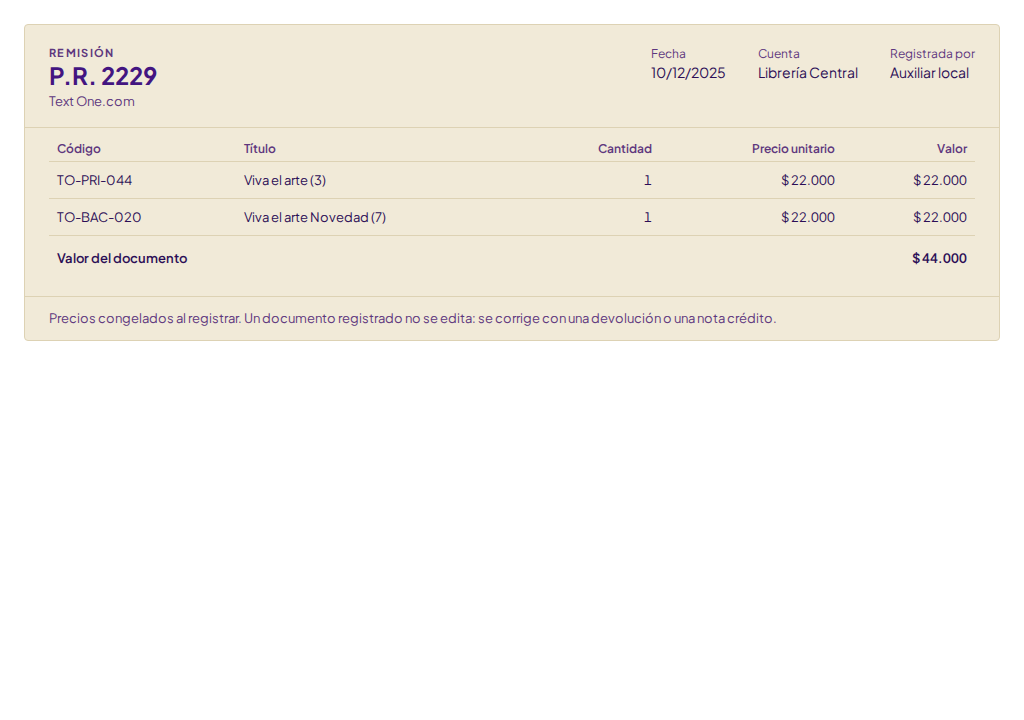 REMISIÓN
P.R. 2229
Text One.com
Fecha
10/12/2025
Cuenta
Librería Central
Registrada por
Auxiliar local
Código Título Cantidad Precio unitario Valor
TO-PRI-044 Viva el arte (3) 1 $ 22.000 $ 22.000
TO-BAC-020 Viva el arte Novedad (7) 1 $ 22.000 $ 22.000
Valor del documento $ 44.000
Precios congelados al registrar. Un documento registrado no se edita: se corrige con una devolución o una nota crédito.